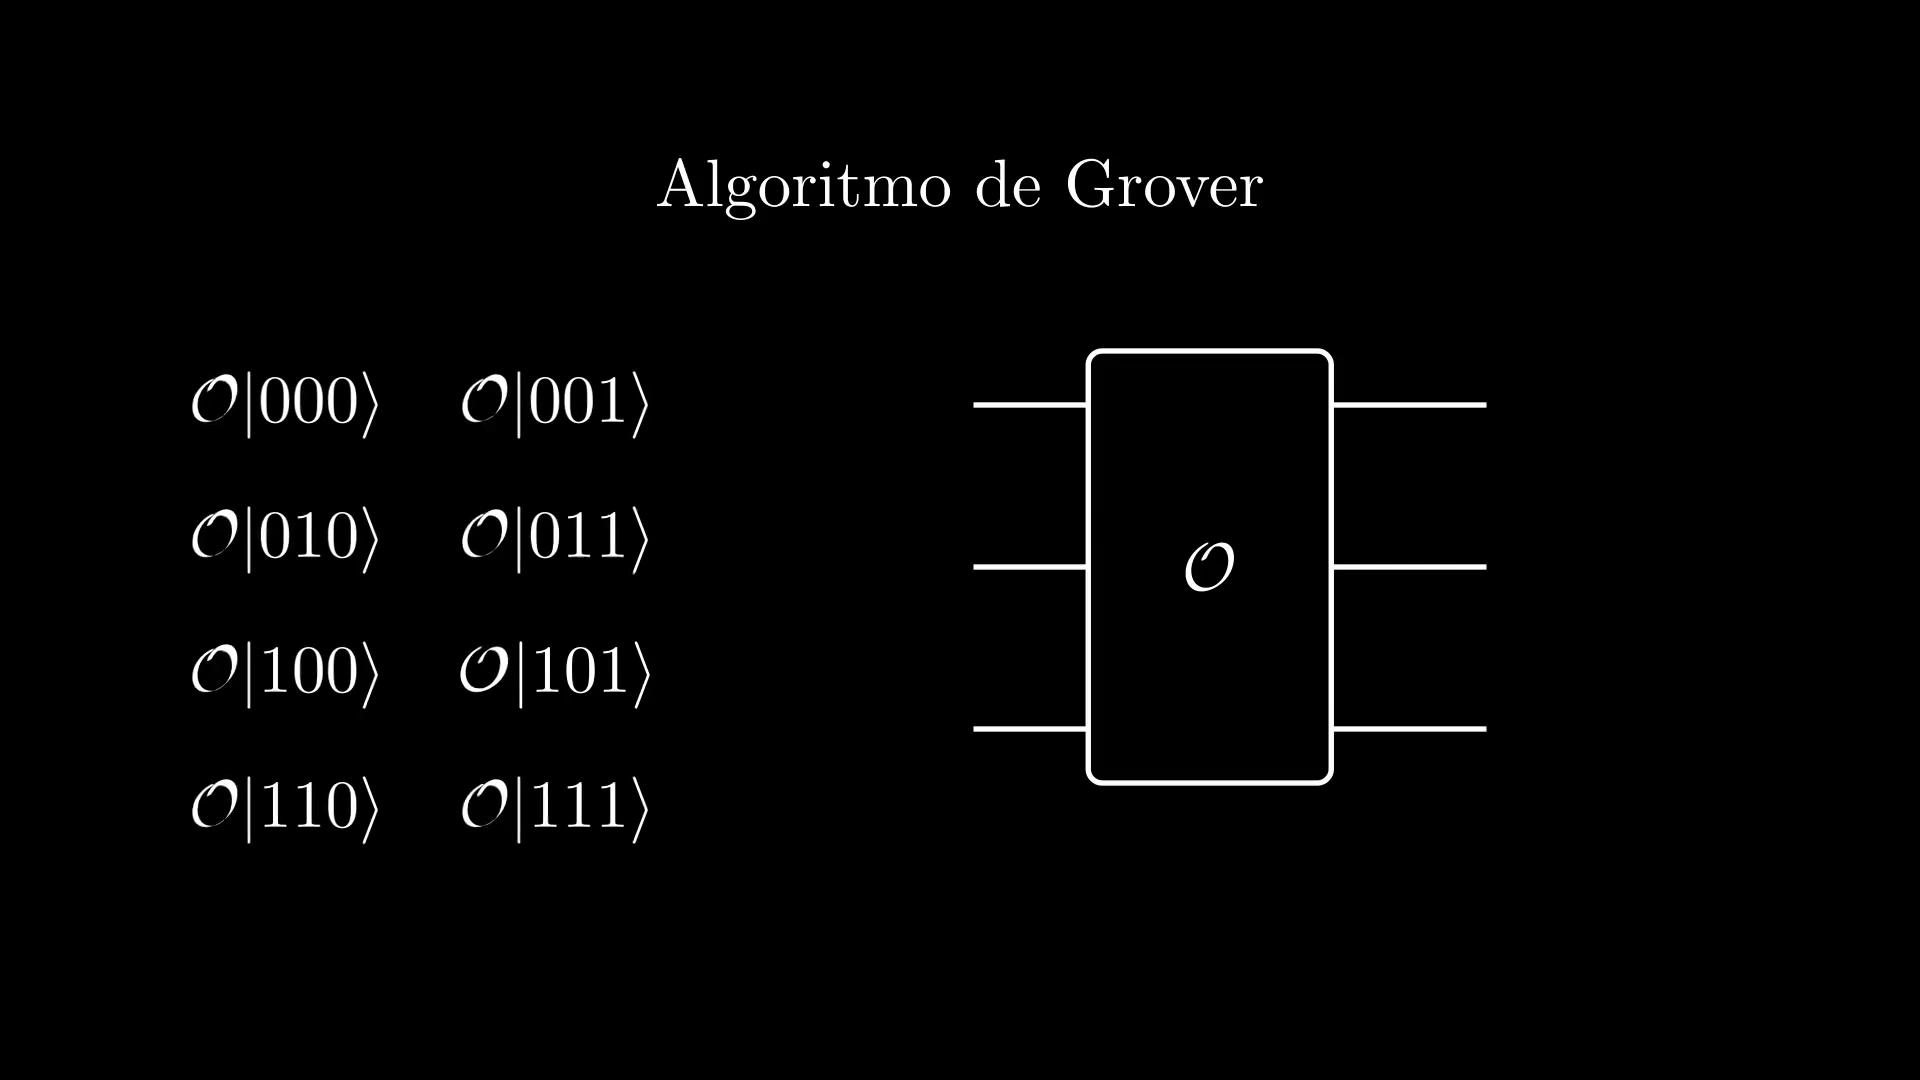 Algoritmo de Grover
𝒪|000⟩ 𝒪|001⟩
𝒪|010⟩ 𝒪|011⟩
𝒪|100⟩ 𝒪|101⟩
𝒪|110⟩ 𝒪|111⟩
𝒪